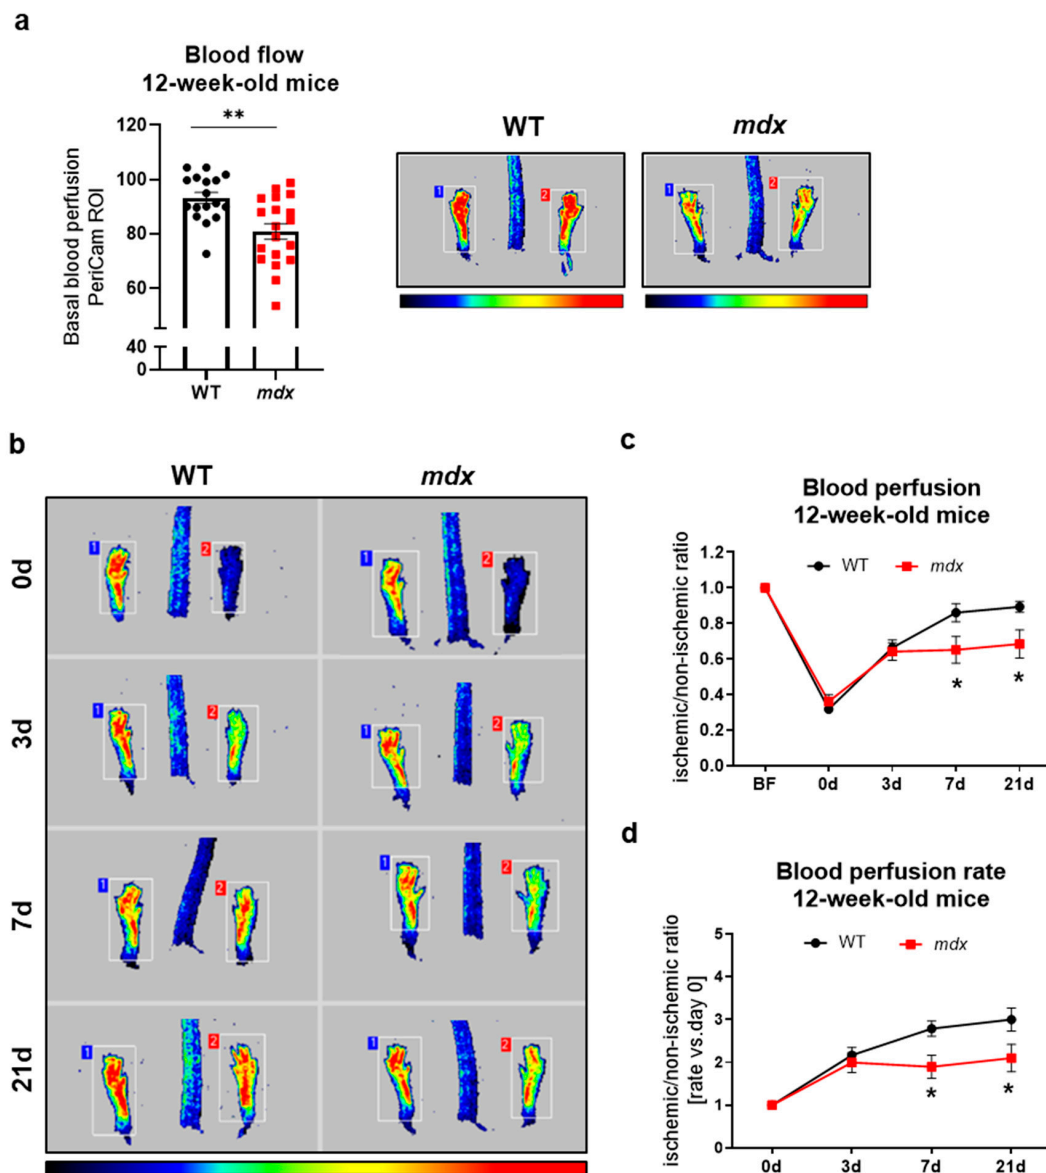 a
Blood flow
12-week-old mice
**
120
100
80
60
40
0
Basal blood perfusion
PeriCam ROI
WT
mdx
WT
mdx
1
2
1
2
b
WT
mdx
0d
1
2
1
2
3d
1
2
1
2
7d
1
2
1
2
21d
1
2
1
2
c
Blood perfusion
12-week-old mice
ischemic/non-ischemic ratio
1.2
1.0
0.8
0.6
0.4
0.2
0.0
WT
mdx
*
*
BF
0d
3d
7d
21d
d
Blood perfusion rate
12-week-old mice
ischemic/non-ischemic ratio
[rate vs.day 0]
5
4
3
2
1
0
WT
mdx
*
*
0d
3d
7d
21d